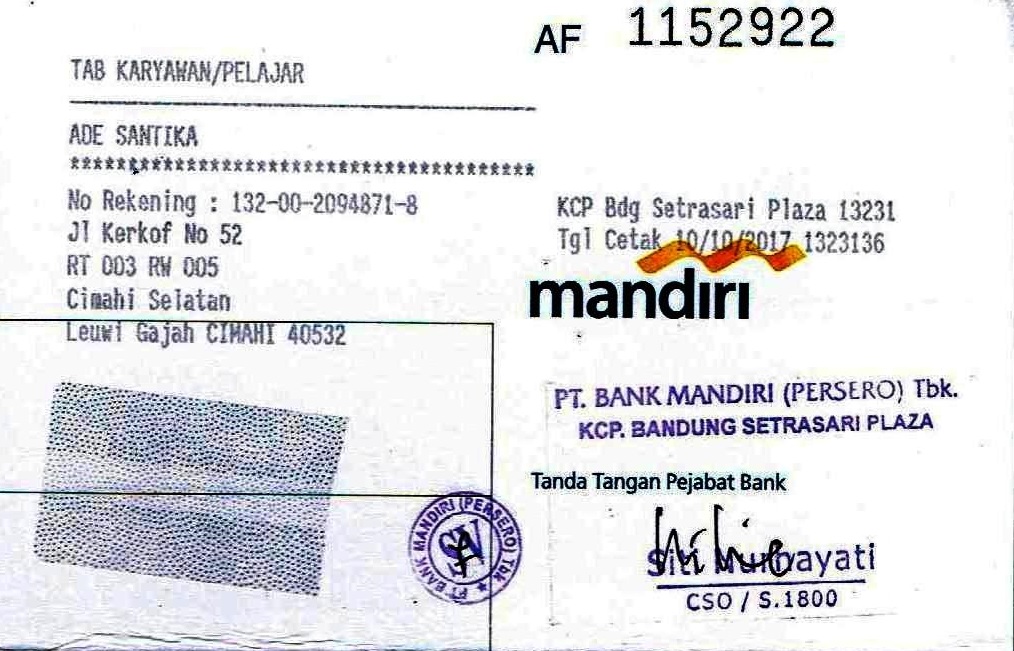 AF 1152922
TAB KARYAWAN/PELAJAR
ADE SANTIKA
****************************************
No Rekening : 132-00-2094871-8
Jl Kerkof No 52
RT 003 RW 005
Cimahi Selatan
Leuwi Gajah CIMAHI 40532
KCP Bdg Setrasari Plaza 13231
Tgl Cetak 10/10/2017 1323136
mandiri
PT. BANK MANDIRI (PERSERO) Tbk.
KCP. BANDUNG SETRASARI PLAZA
Tanda Tangan Pejabat Bank
Siti Nurbayati
CSO / S.1800
PT BANK MANDIRI (PERSERO) Tbk